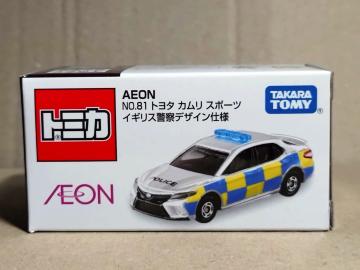 AEON
NO.81 トヨタ カムリ スポーツ
イギリス警察デザイン仕様
TAKARA
TOMY
トミカ
AEON
POLICE